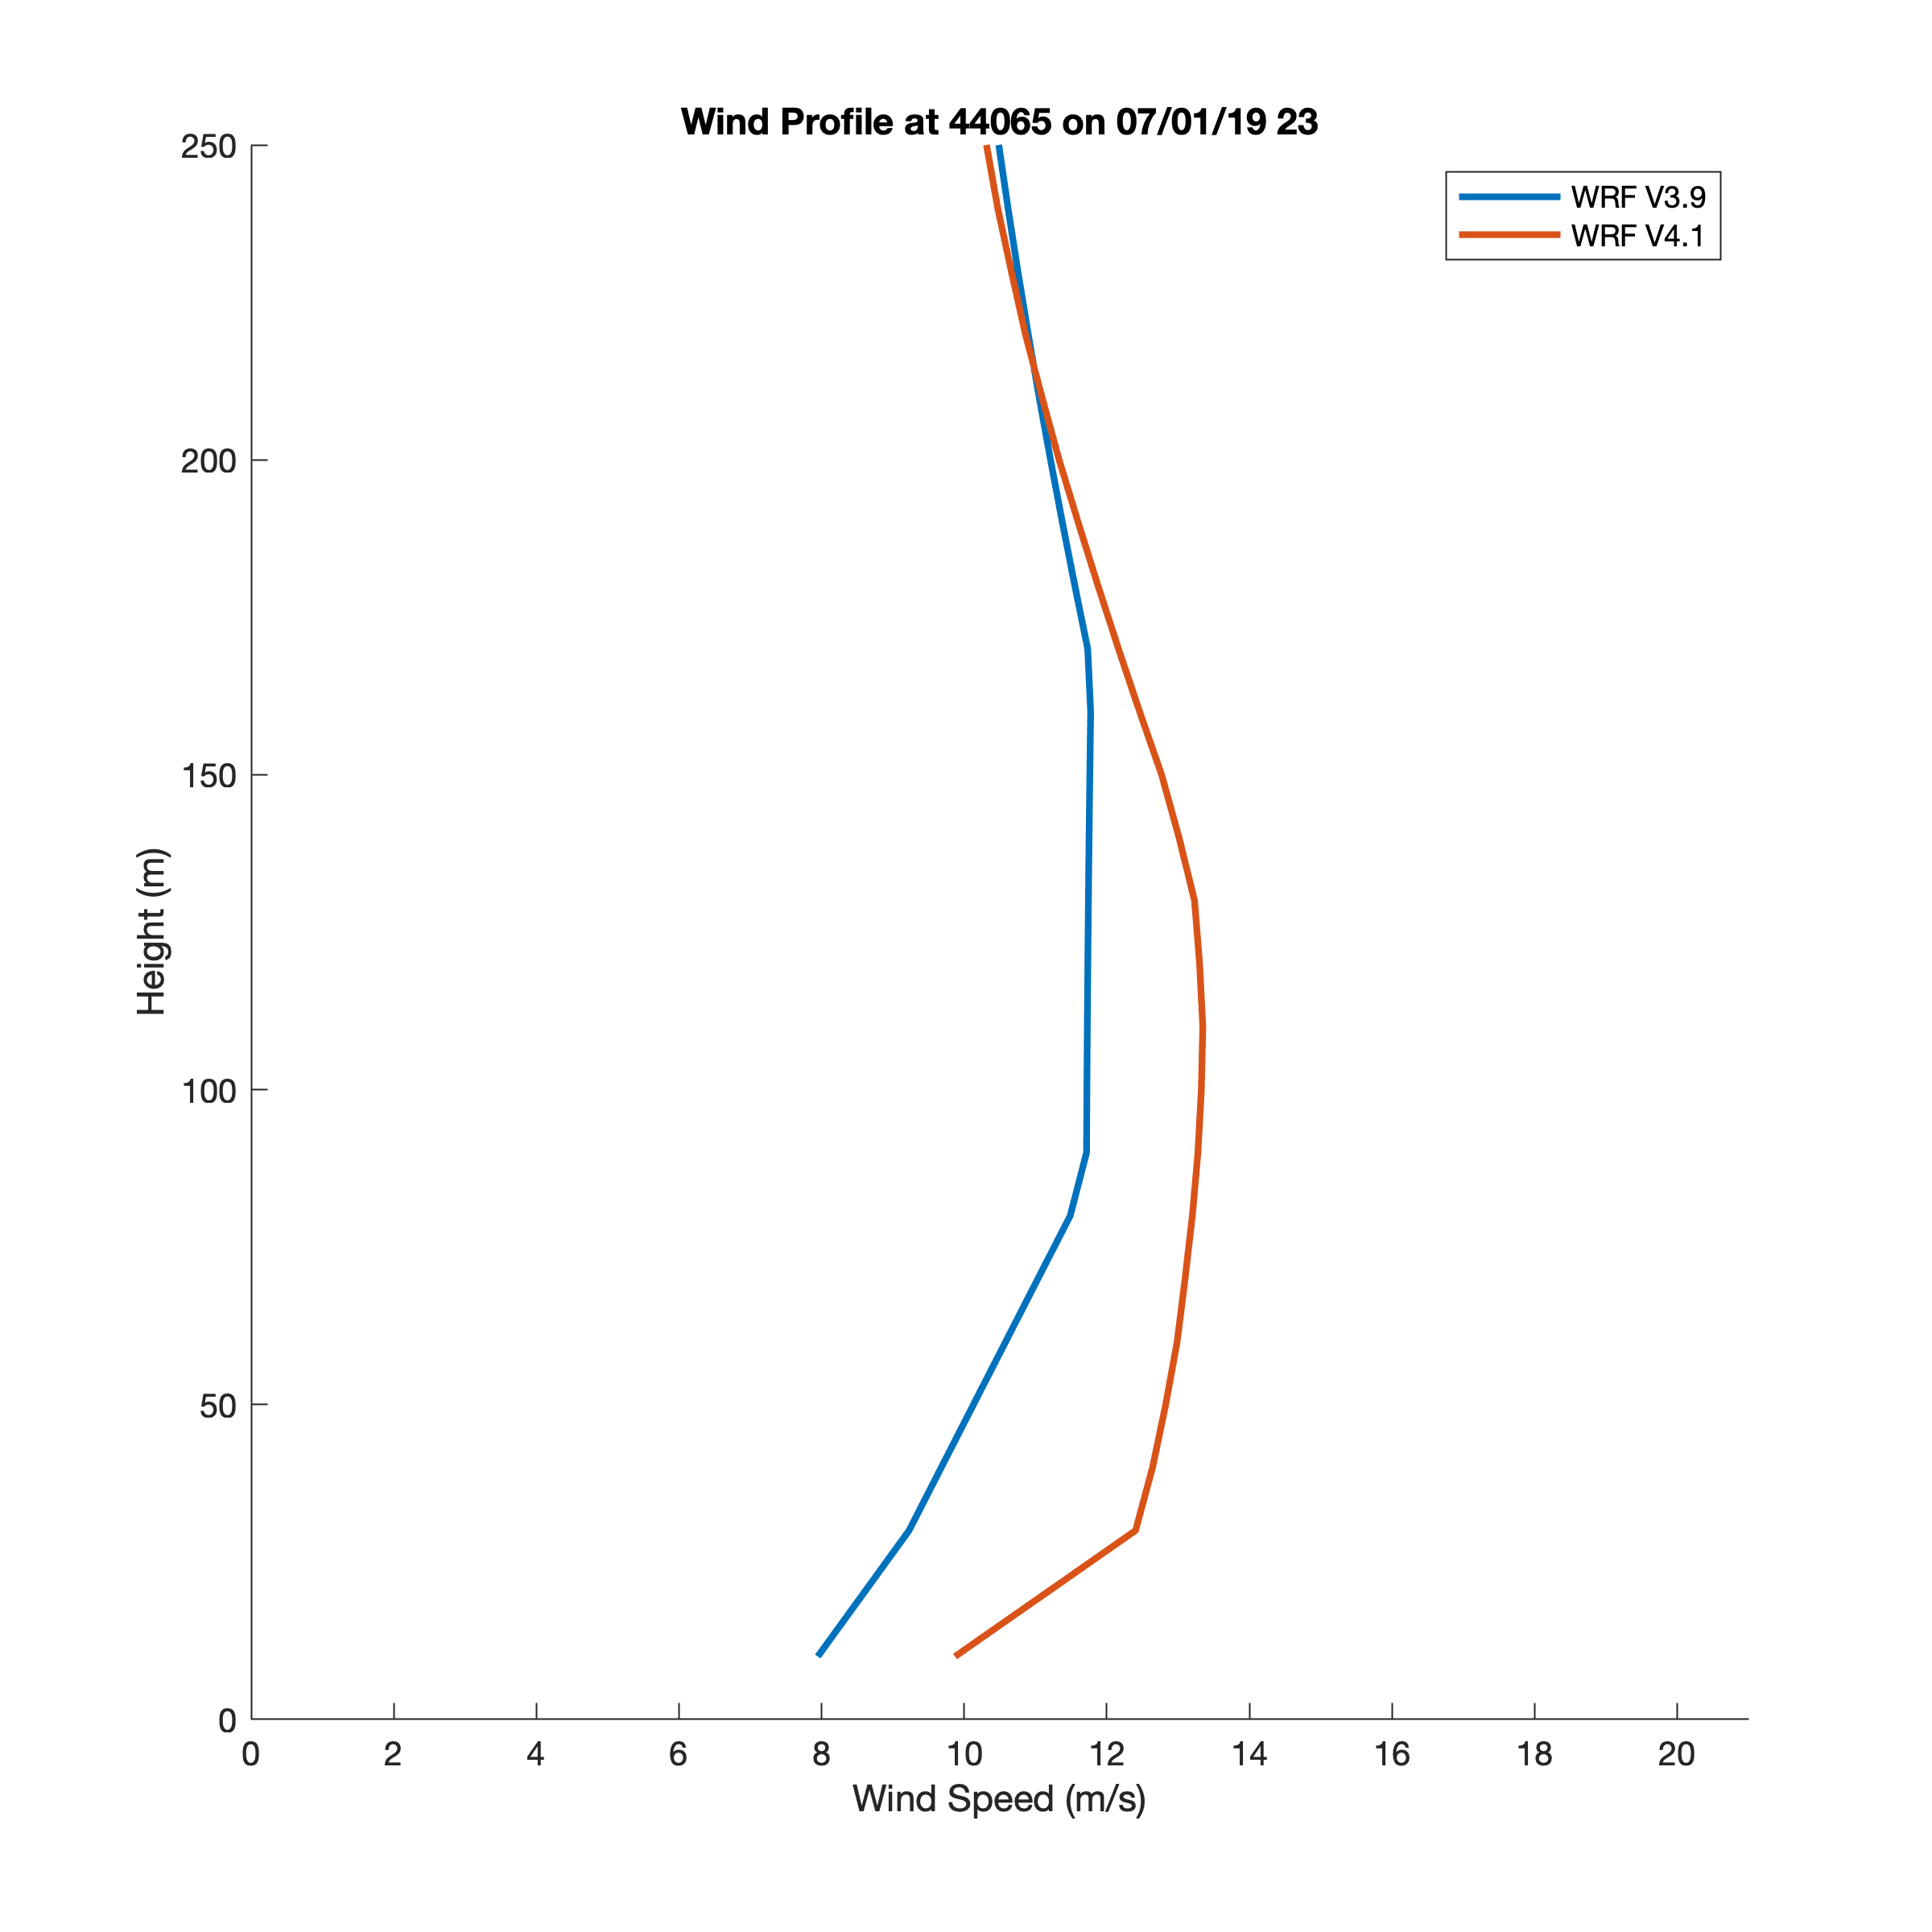 Wind Profile at 44065 on 07/01/19 23
WRF V3.9
WRF V4.1
250
200
150
100
50
0
Height (m)
0 2 4 6 8 10 12 14 16 18 20
Wind Speed (m/s)